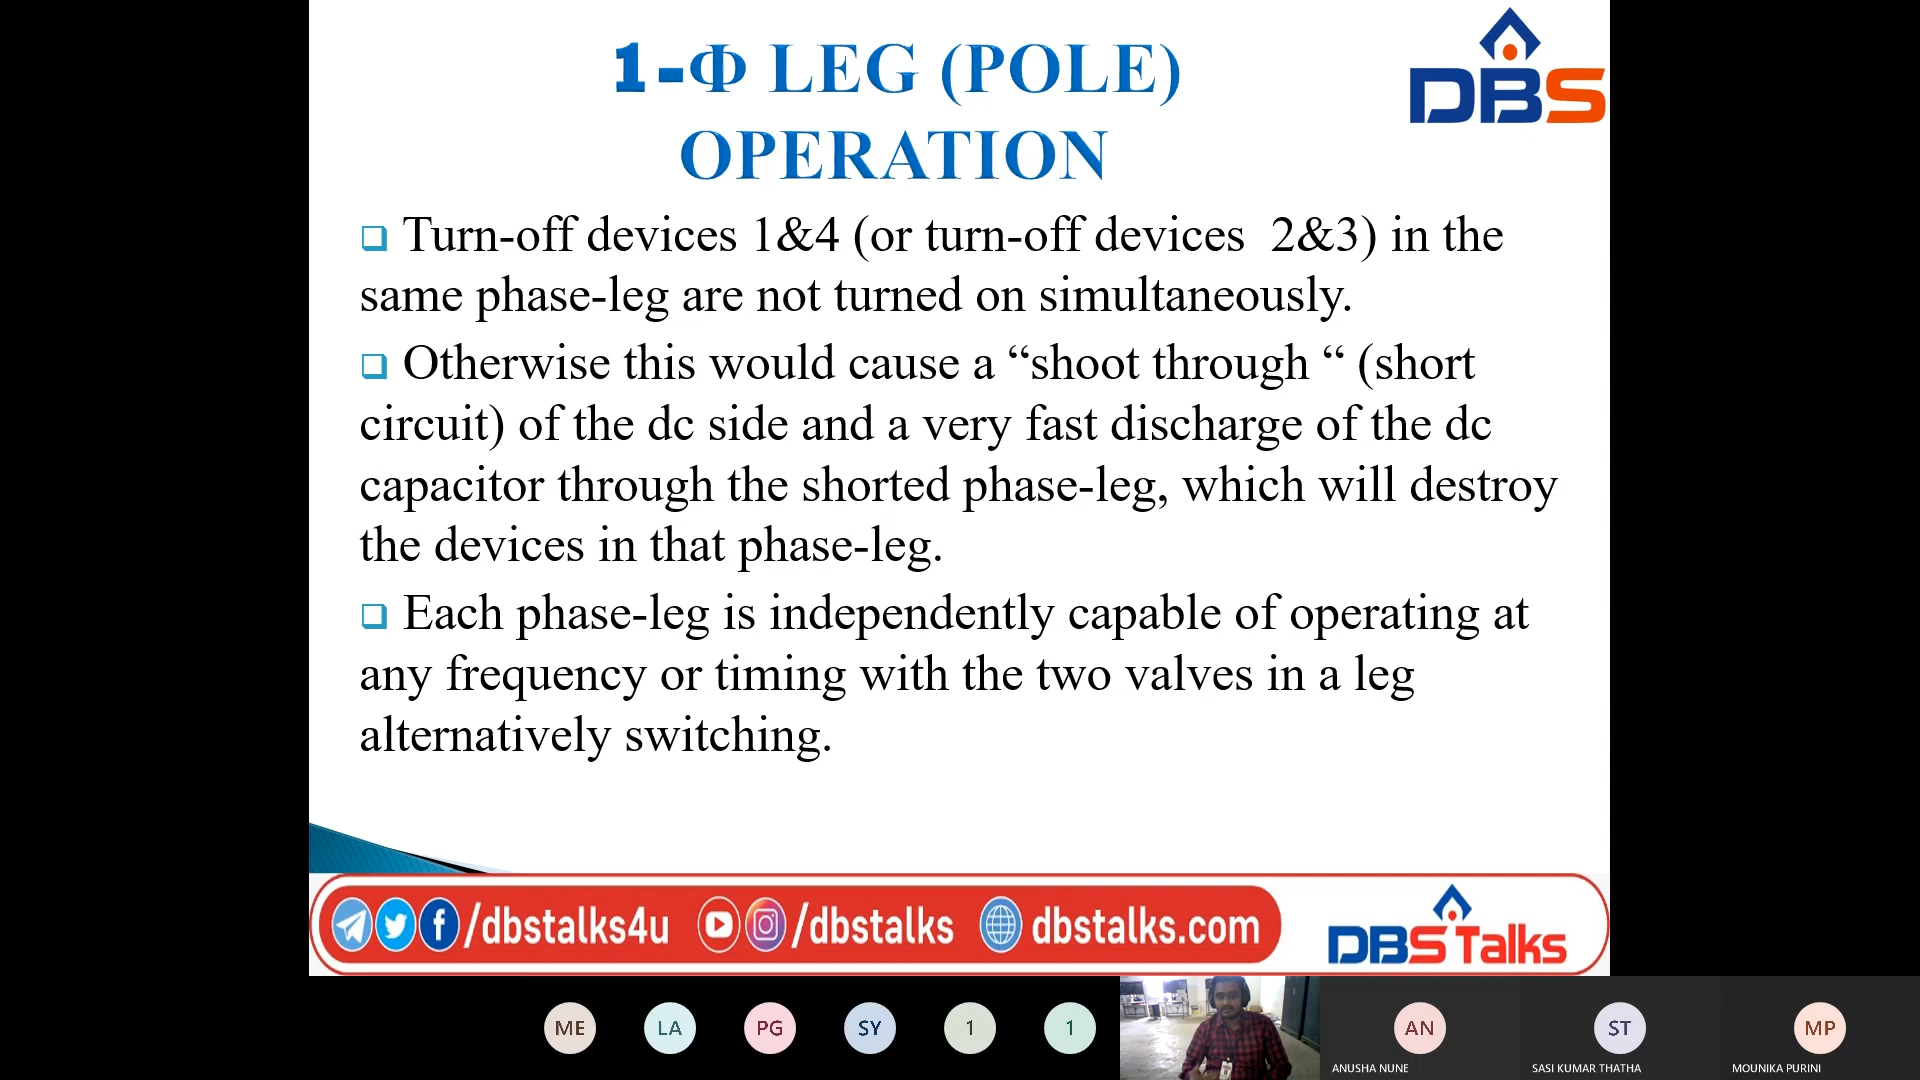 1-Φ LEG (POLE)
OPERATION
DBS
Turn-off devices 1&4 (or turn-off devices  2&3) in the
same phase-leg are not turned on simultaneously.
Otherwise this would cause a “shoot through “ (short
circuit) of the dc side and a very fast discharge of the dc
capacitor through the shorted phase-leg, which will destroy
the devices in that phase-leg.
Each phase-leg is independently capable of operating at
any frequency or timing with the two valves in a leg
alternatively switching.
/dbstalks4u /dbstalks dbstalks.com
DBS Talks
ME LA PG SY 1 1 AN ST MP
ANUSHA NUNE SASI KUMAR THATHA MOUNIKA PURINI